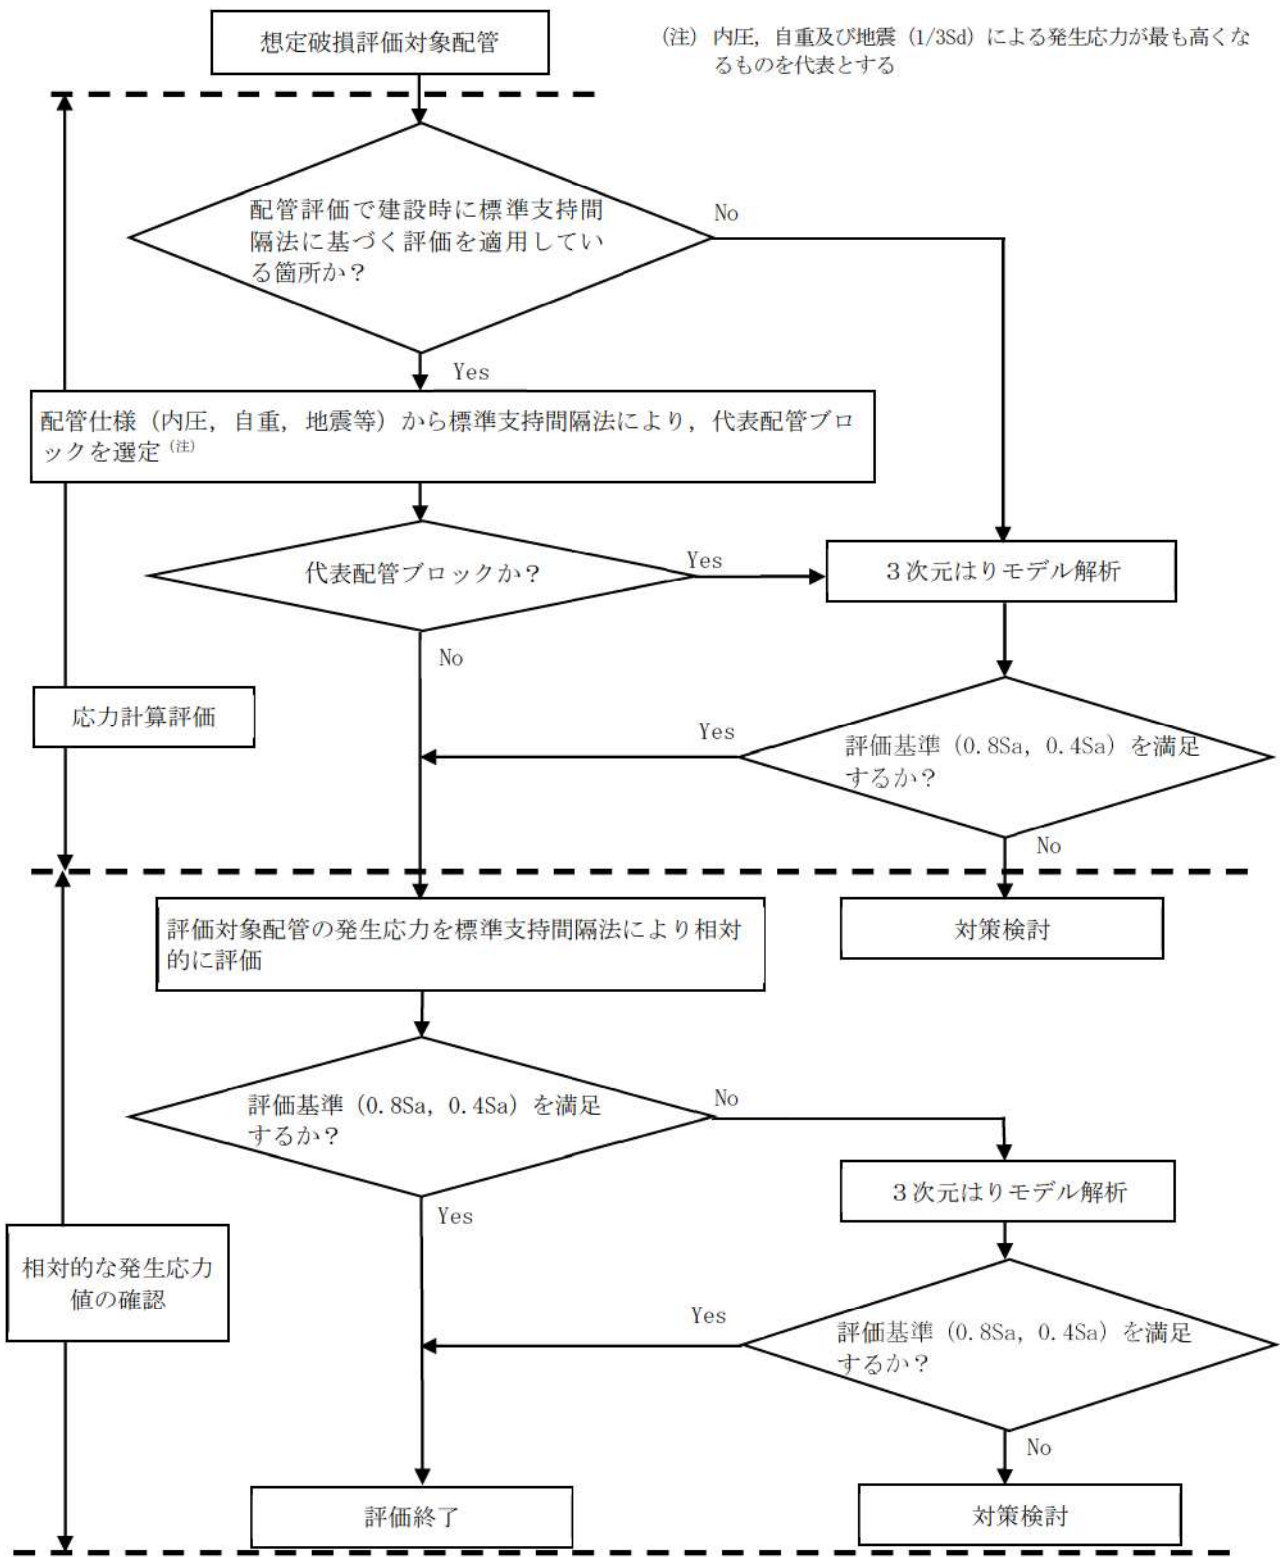 想定破損評価対象配管
（注） 内圧，自重及び地震（1/3Sd）による発生応力が最も高くな
るものを代表とする
配管評価で建設時に標準支持間
隔法に基づく評価を適用してい
る箇所か？
No
Yes
配管仕様（内圧，自重，地震等）から標準支持間隔法により，代表配管ブロ
ックを選定（注）
代表配管ブロックか？
Yes
３次元はりモデル解析
No
応力計算評価
Yes
評価基準（0.8Sa, 0.4Sa）を満足
するか？
No
評価対象配管の発生応力を標準支持間隔法により相対
的に評価
対策検討
評価基準（0.8Sa, 0.4Sa）を満足
するか？
No
３次元はりモデル解析
Yes
相対的な発生応力
値の確認
Yes
評価基準（0.8Sa, 0.4Sa）を満足
するか？
No
評価終了
対策検討